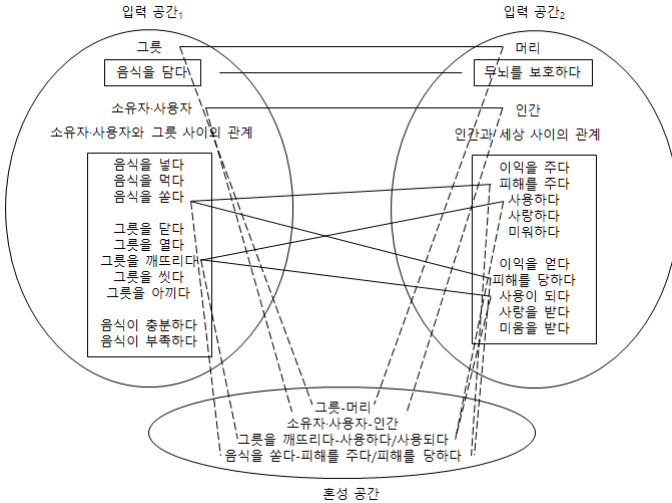 입력 공간₁
입력 공간₂
그릇
머리
음식을 담다
두뇌를 보호하다
소유자·사용자
인간
소유자·사용자와 그릇 사이의 관계
인간과 세상 사이의 관계
음식을 넣다
음식을 먹다
음식을 쏟다
그릇을 닫다
그릇을 열다
그릇을 깨뜨리다
그릇을 씻다
그릇을 아끼다
음식이 충분하다
음식이 부족하다
이익을 주다
피해를 주다
사용하다
사랑하다
미워하다
이익을 얻다
피해를 당하다
사용이 되다
사랑을 받다
미움을 받다
그릇-머리
소유자·사용자-인간
그릇을 깨뜨리다-사용하다/사용되다
음식을 쏟다-피해를 주다/피해를 당하다
혼성 공간